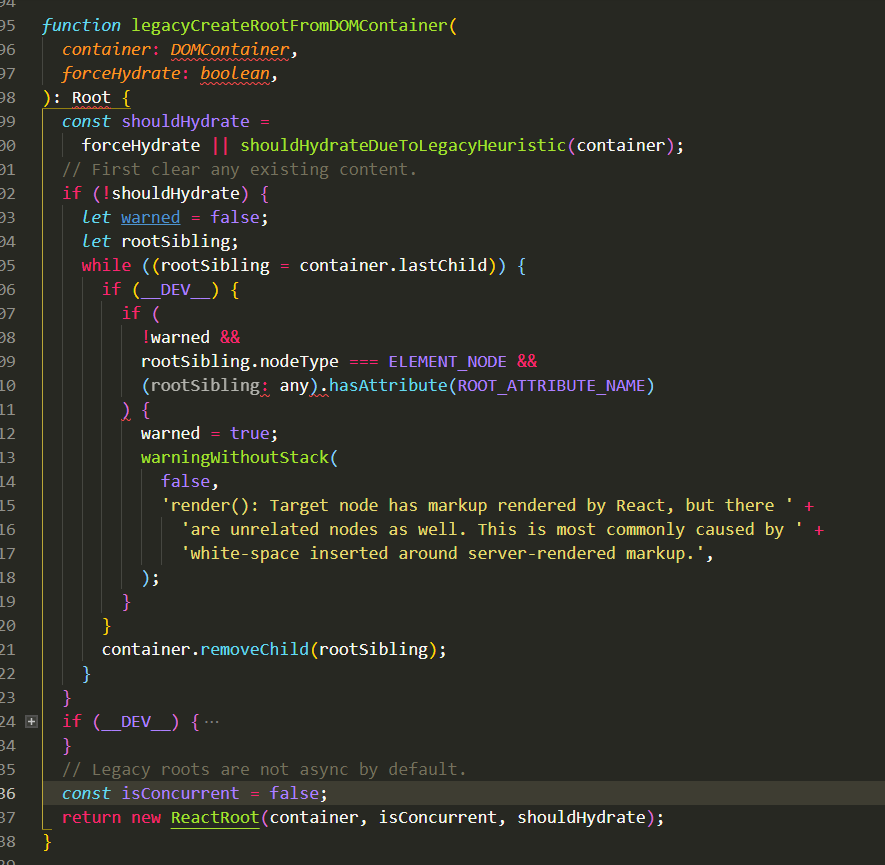 94
95 function legacyCreateRootFromDOMContainer(
96 container: DOMContainer,
97 forceHydrate: boolean,
98 ): Root {
99 const shouldHydrate =
00 forceHydrate || shouldHydrateDueToLegacyHeuristic(container);
01 // First clear any existing content.
02 if (!shouldHydrate) {
03 let warned = false;
04 let rootSibling;
05 while ((rootSibling = container.lastChild)) {
06 if (__DEV__) {
07 if (
08 !warned &&
09 rootSibling.nodeType === ELEMENT_NODE &&
10 (rootSibling: any).hasAttribute(ROOT_ATTRIBUTE_NAME)
11 ) {
12 warned = true;
13 warningWithoutStack(
14 false,
15 'render(): Target node has markup rendered by React, but there ' +
16 'are unrelated nodes as well. This is most commonly caused by ' +
17 'white-space inserted around server-rendered markup.',
18 );
19 }
20 }
21 container.removeChild(rootSibling);
22 }
23 }
24 if (__DEV__) {···
34 }
35 // Legacy roots are not async by default.
36 const isConcurrent = false;
37 return new ReactRoot(container, isConcurrent, shouldHydrate);
38 }